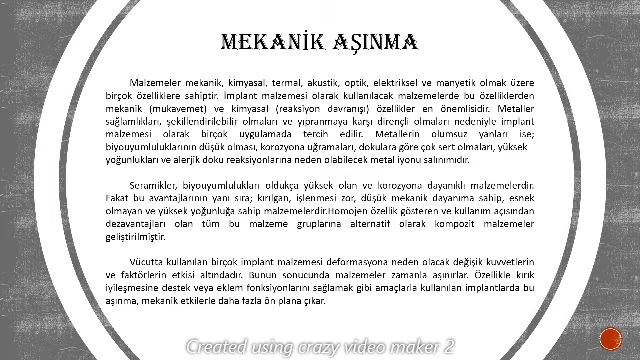 MEKANİK AŞINMA
Malzemeler mekanik, kimyasal, termal, akustik, optik, elektriksel ve manyetik olmak üzere
birçok özelliklere sahiptir. İmplant malzemesi olarak kullanılacak malzemelerde bu özelliklerden
mekanik (mukavemet) ve kimyasal (reaksiyon davranışı) özellikler en önemlisidir. Metaller
sağlamlıkları, şekillendirilebilir olmaları ve yıpranmaya karşı dirençli olmaları nedeniyle implant
malzemesi olarak birçok uygulamada tercih edilir. Metallerin olumsuz yanları ise;
biyouyumluluklarının düşük olması, korozyona uğramaları, dokulara göre çok sert olmaları, yüksek
yoğunlukları ve alerjik doku reaksiyonlarına neden olabilecek metal iyonu salınımıdır.
Seramikler, biyouyumlulukları oldukça yüksek olan ve korozyona dayanıklı malzemelerdir.
Fakat bu avantajlarının yanı sıra; kırılgan, işlenmesi zor, düşük mekanik dayanıma sahip, esnek
olmayan ve yüksek yoğunluğa sahip malzemelerdir.Homojen özellik gösteren ve kullanım açısından
dezavantajları olan tüm bu malzeme gruplarına alternatif olarak kompozit malzemeler
geliştirilmiştir.
Vücutta kullanılan birçok implant malzemesi deformasyona neden olacak değişik kuvvetlerin
ve faktörlerin etkisi altındadır. Bunun sonucunda malzemeler zamanla aşınırlar. Özellikle kırık
iyileşmesine destek veya eklem fonksiyonlarını sağlamak gibi amaçlarla kullanılan implantlarda bu
aşınma, mekanik etkilerle daha fazla ön plana çıkar.
Created using crazy video maker 2